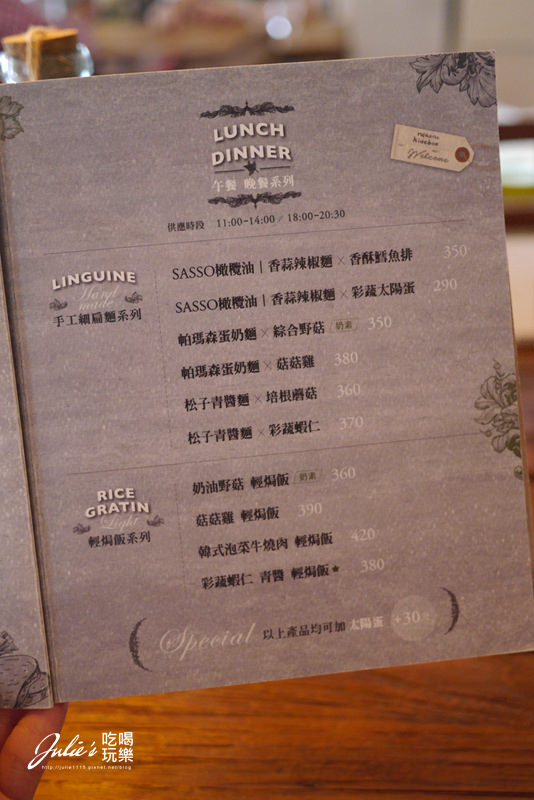 LUNCH
DINNER
午餐 晚餐系列
Welcome
供應時段 11:00-14:00 / 18:00-20:30
LINGUINE
Hand
made
手工細扁麵系列
SASSO橄欖油 | 香蒜辣椒麵 × 香酥鱈魚排 350
SASSO橄欖油 | 香蒜辣椒麵 × 彩蔬太陽蛋 290
帕瑪森蛋奶麵 × 綜合野菇 奶素 350
帕瑪森蛋奶麵 × 菇菇雞 380
松子青醬麵 × 培根蘑菇 360
松子青醬麵 × 彩蔬蝦仁 370
RICE
GRATIN
Light
輕焗飯系列
奶油野菇 輕焗飯 奶素 360
菇菇雞 輕焗飯 390
韓式泡菜牛燒肉 輕焗飯 420
彩蔬蝦仁 青醬 輕焗飯★ 380
Special 以上產品均可加 太陽蛋 +30元
Julie's 吃喝
玩樂
http://julie1115.pixnet.net/blog